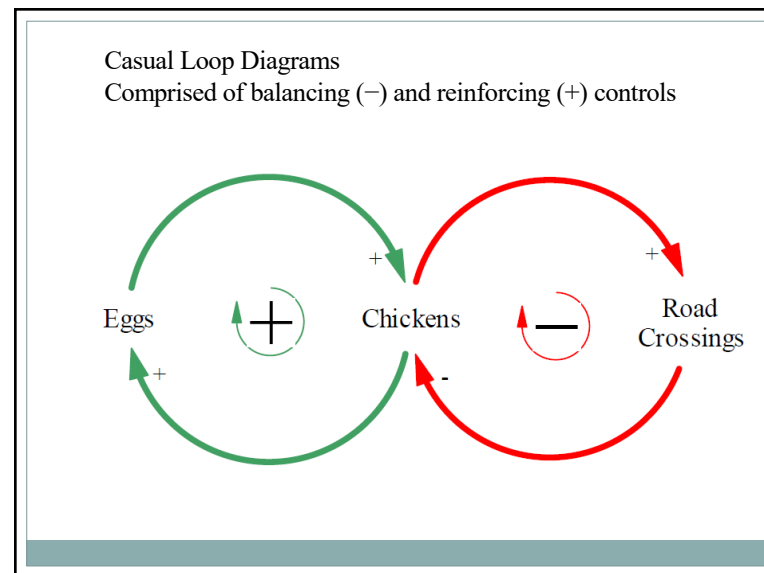 Casual Loop Diagrams
Comprised of balancing (−) and reinforcing (+) controls
+
+
Eggs
+
Chickens
−
Road
Crossings
+
-